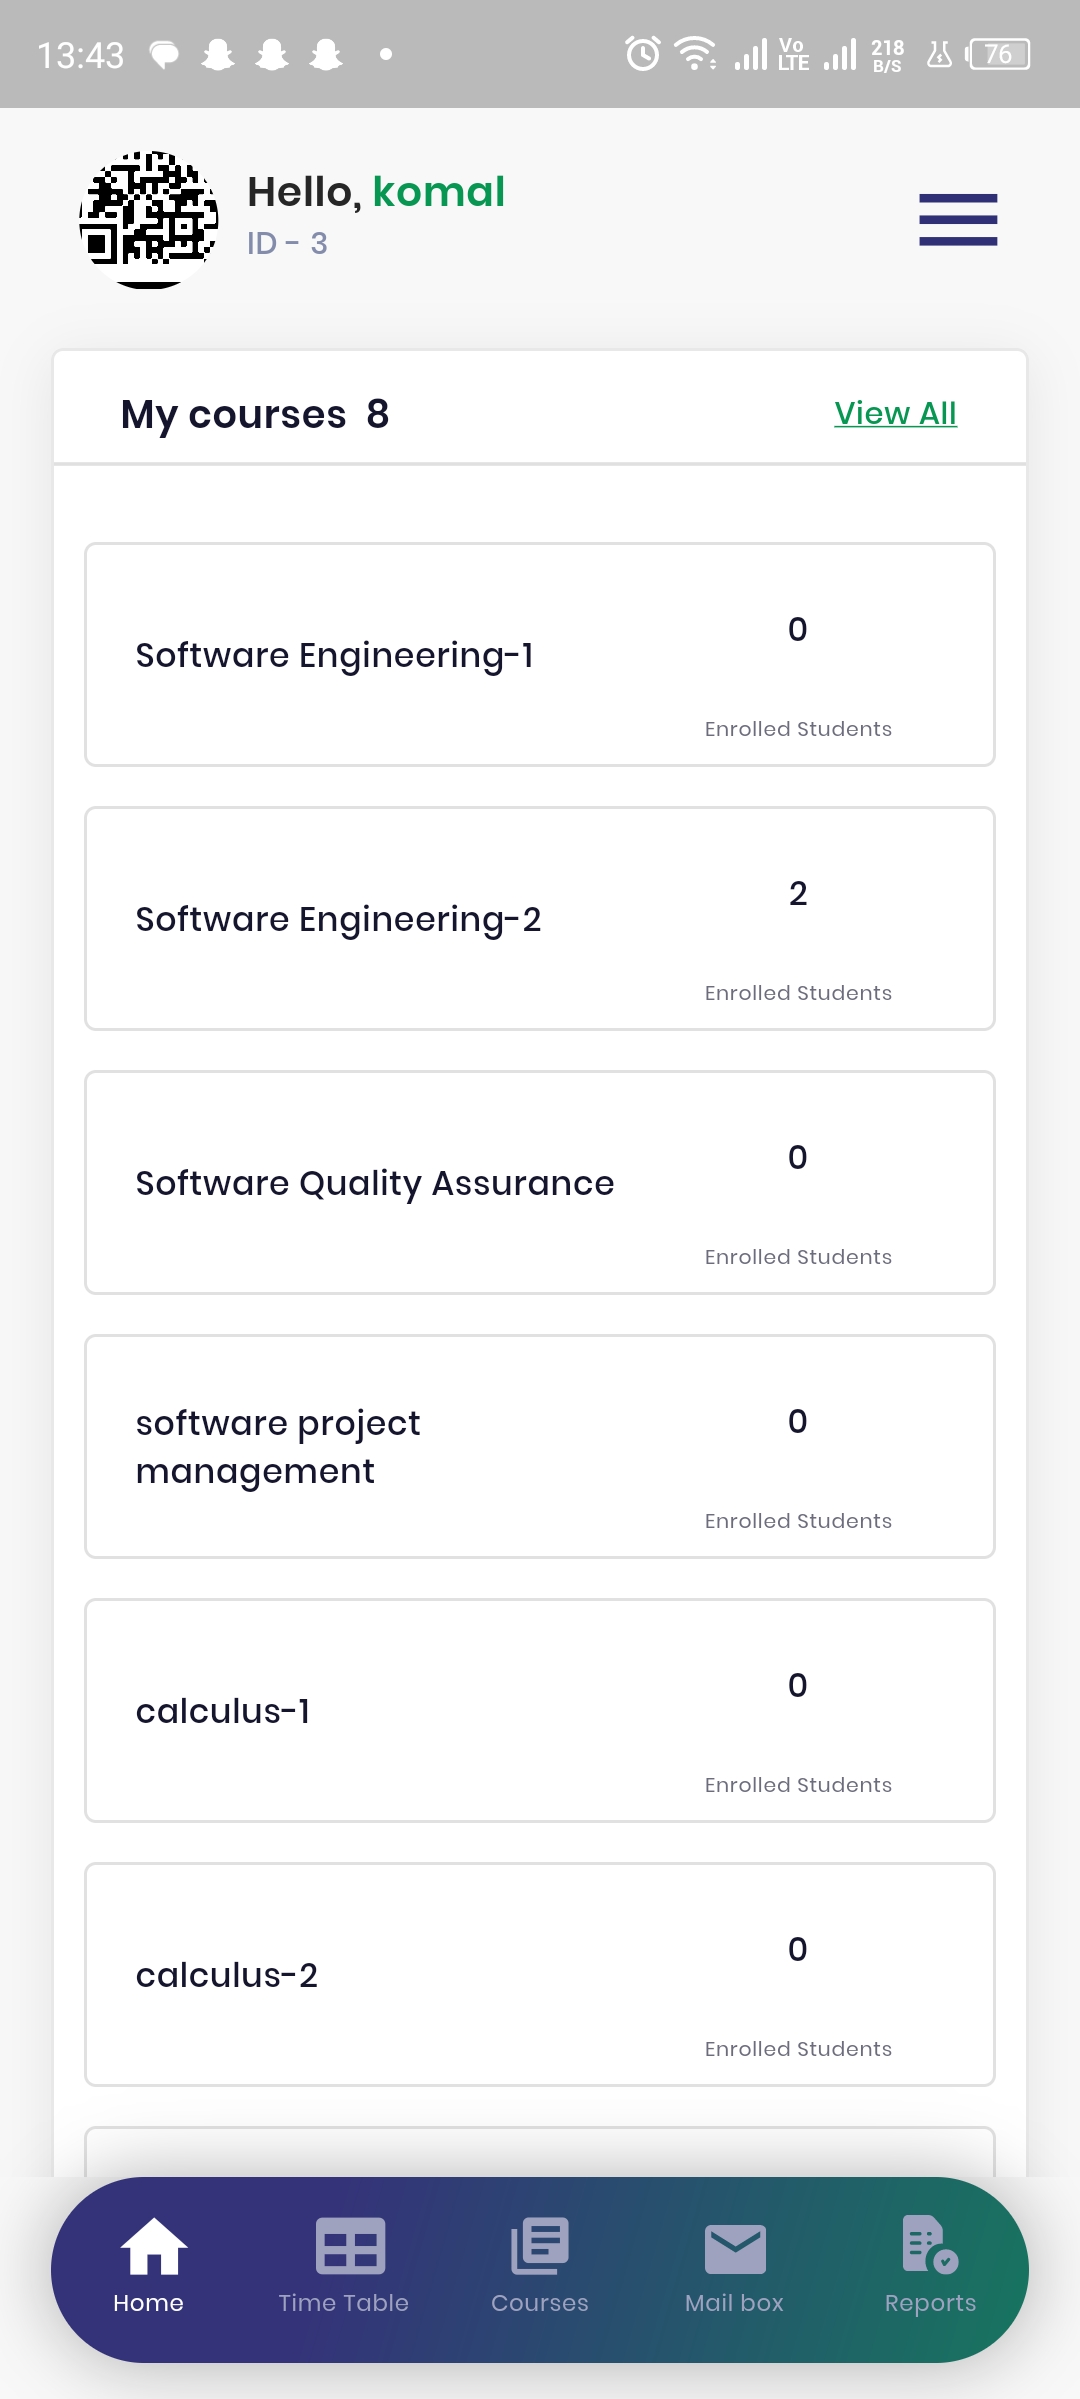 13:43
Vo LTE
218 B/S
76
Hello, komal
ID - 3
My courses 8
View All
0
Software Engineering-1
Enrolled Students
2
Software Engineering-2
Enrolled Students
0
Software Quality Assurance
Enrolled Students
0
software project
management
Enrolled Students
0
calculus-1
Enrolled Students
0
calculus-2
Enrolled Students
Home
Time Table
Courses
Mail box
Reports